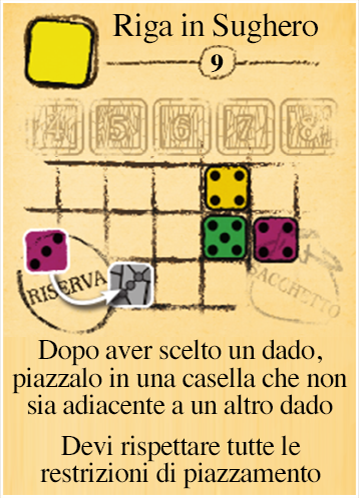 Riga in Sughero
9
4 5 6 7 8
RISERVA
SACCHETTO
Dopo aver scelto un dado,
piazzalo in una casella che non
sia adiacente a un altro dado
Devi rispettare tutte le
restrizioni di piazzamento